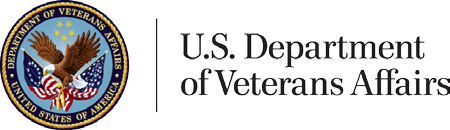 DEPARTMENT OF VETERANS AFFAIRS
UNITED STATES OF AMERICA
U.S. Department
of Veterans Affairs